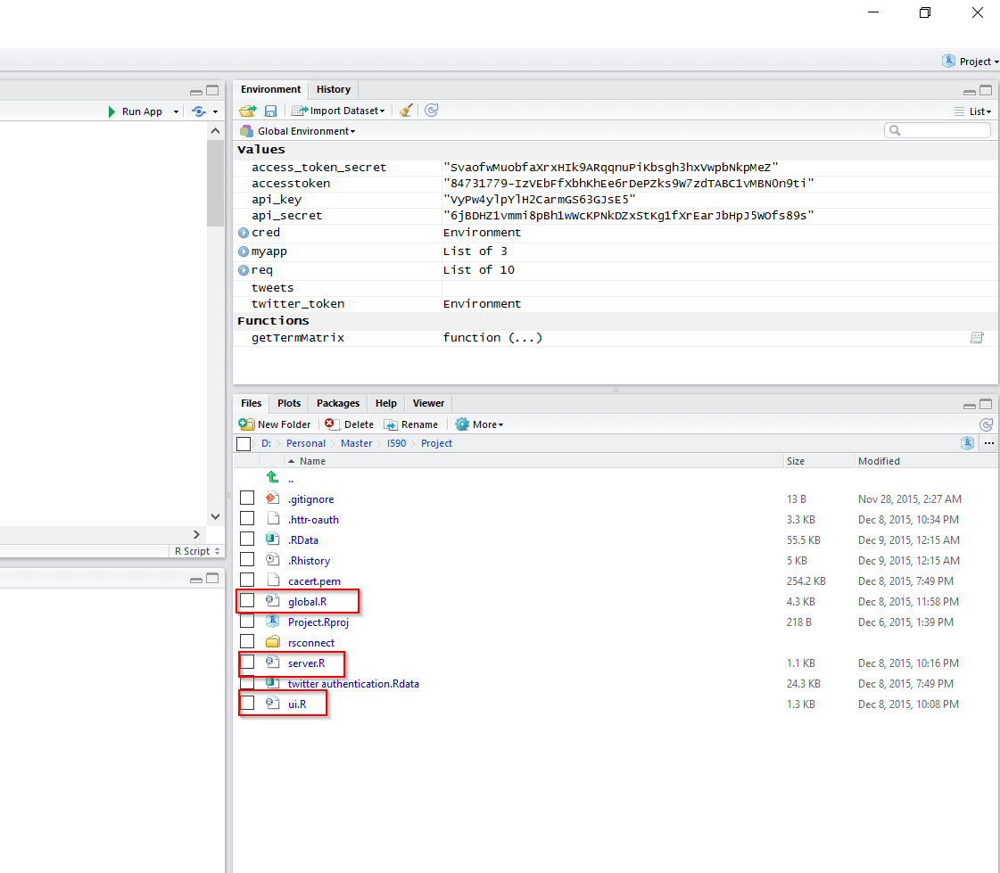 Project
Run App
R Script
Environment History
Import Dataset List
Global Environment
Values
access_token_secret "SvaofwMuobfaXrxHIk9ARqqnuPiKbsgh3hxVwpbNkpMeZ"
accesstoken "84731779-IzVEbFfXbhKhEe6rDePZks9W7zdTABC1vMBNOn9ti"
api_key "VyPw4ylpYlH2CarmGS63GJsE5"
api_secret "6jBDHZ1vmmi8pBh1wWcKPNkDZxStKg1fXrEarJbHpJ5WOfs89s"
cred Environment
myapp List of 3
req List of 10
tweets
twitter_token Environment
Functions
getTermMatrix function (...)
Files Plots Packages Help Viewer
New Folder Delete Rename More
D: Personal Master I590 Project ...
Name Size Modified
..
.gitignore 13 B Nov 28, 2015, 2:27 AM
.httr-oauth 3.3 KB Dec 8, 2015, 10:34 PM
.RData 55.5 KB Dec 9, 2015, 12:15 AM
.Rhistory 5 KB Dec 9, 2015, 12:15 AM
cacert.pem 254.2 KB Dec 8, 2015, 7:49 PM
global.R 4.3 KB Dec 8, 2015, 11:58 PM
Project.Rproj 218 B Dec 6, 2015, 1:39 PM
rsconnect
server.R 1.1 KB Dec 8, 2015, 10:16 PM
twitter authentication.Rdata 24.3 KB Dec 8, 2015, 7:49 PM
ui.R 1.3 KB Dec 8, 2015, 10:08 PM